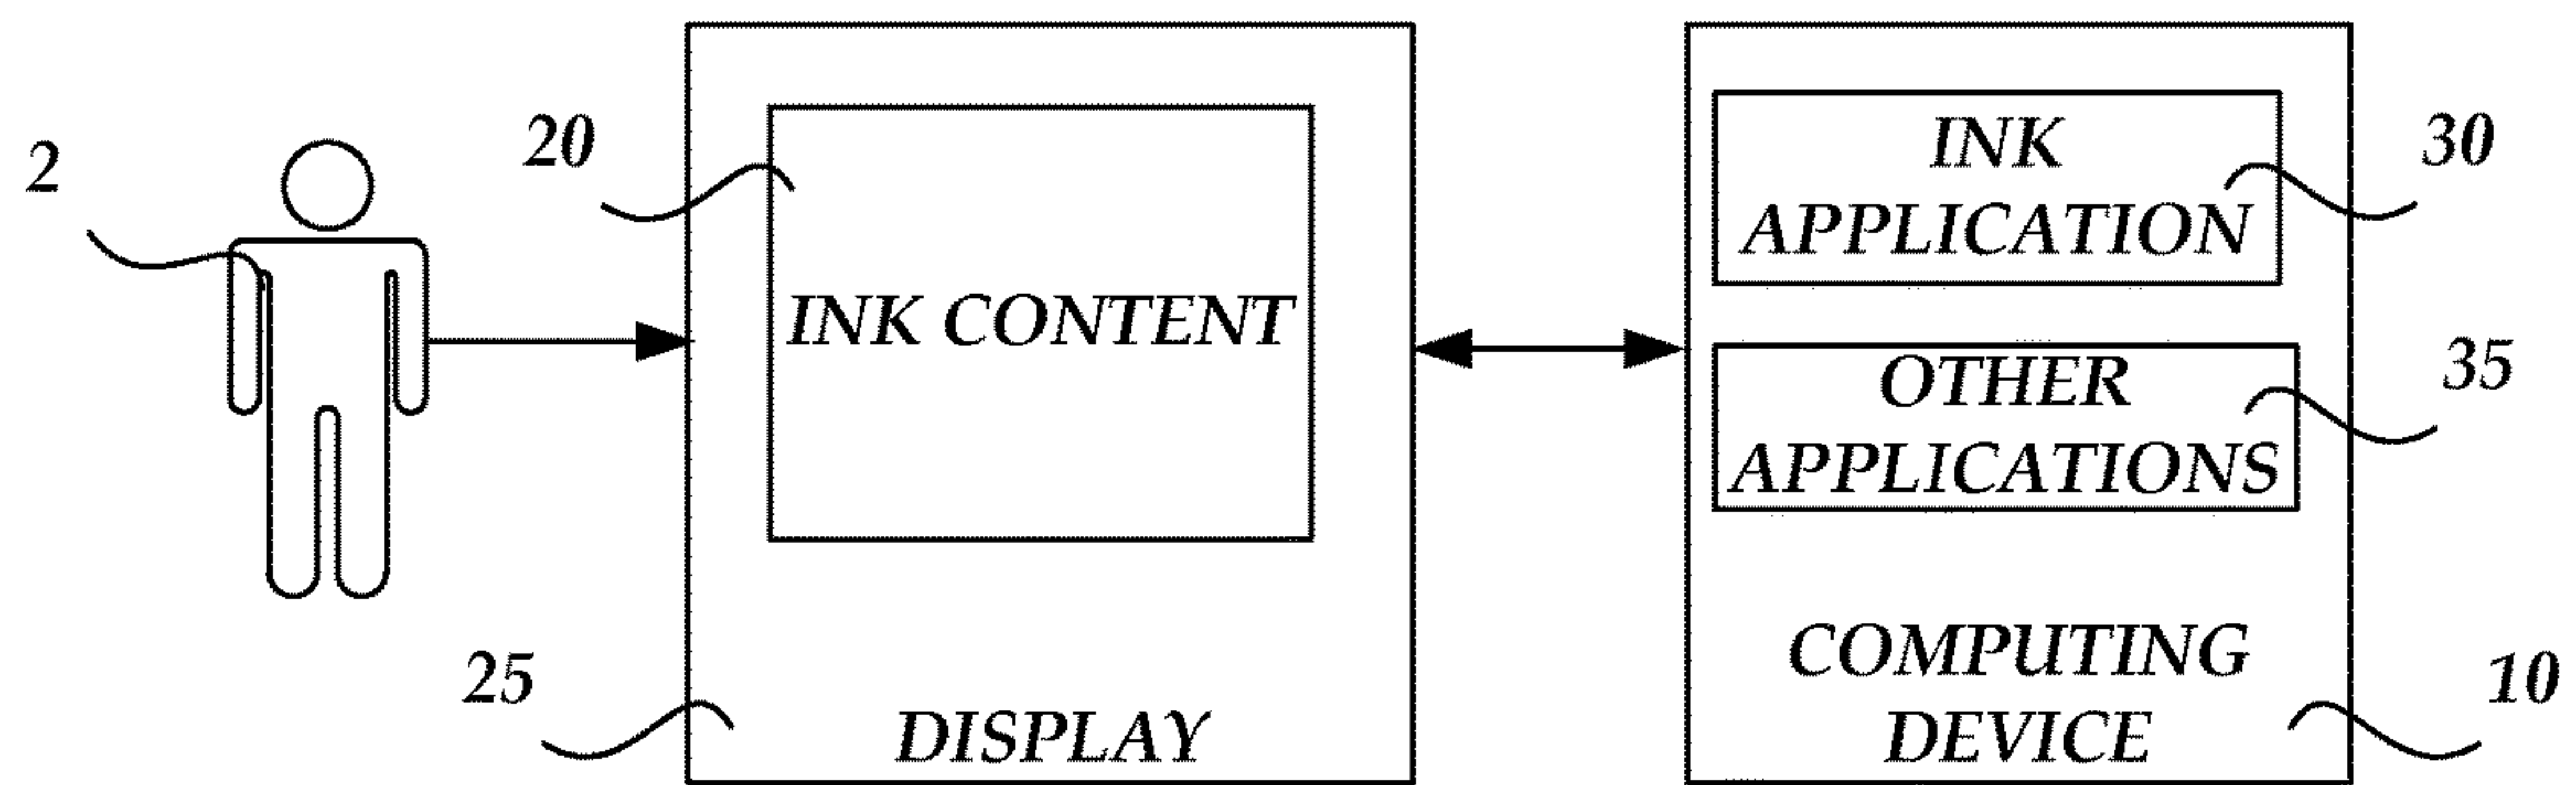 2
20
INK CONTENT
25
DISPLAY
INK
APPLICATION
30
OTHER
APPLICATIONS
35
COMPUTING
DEVICE
10